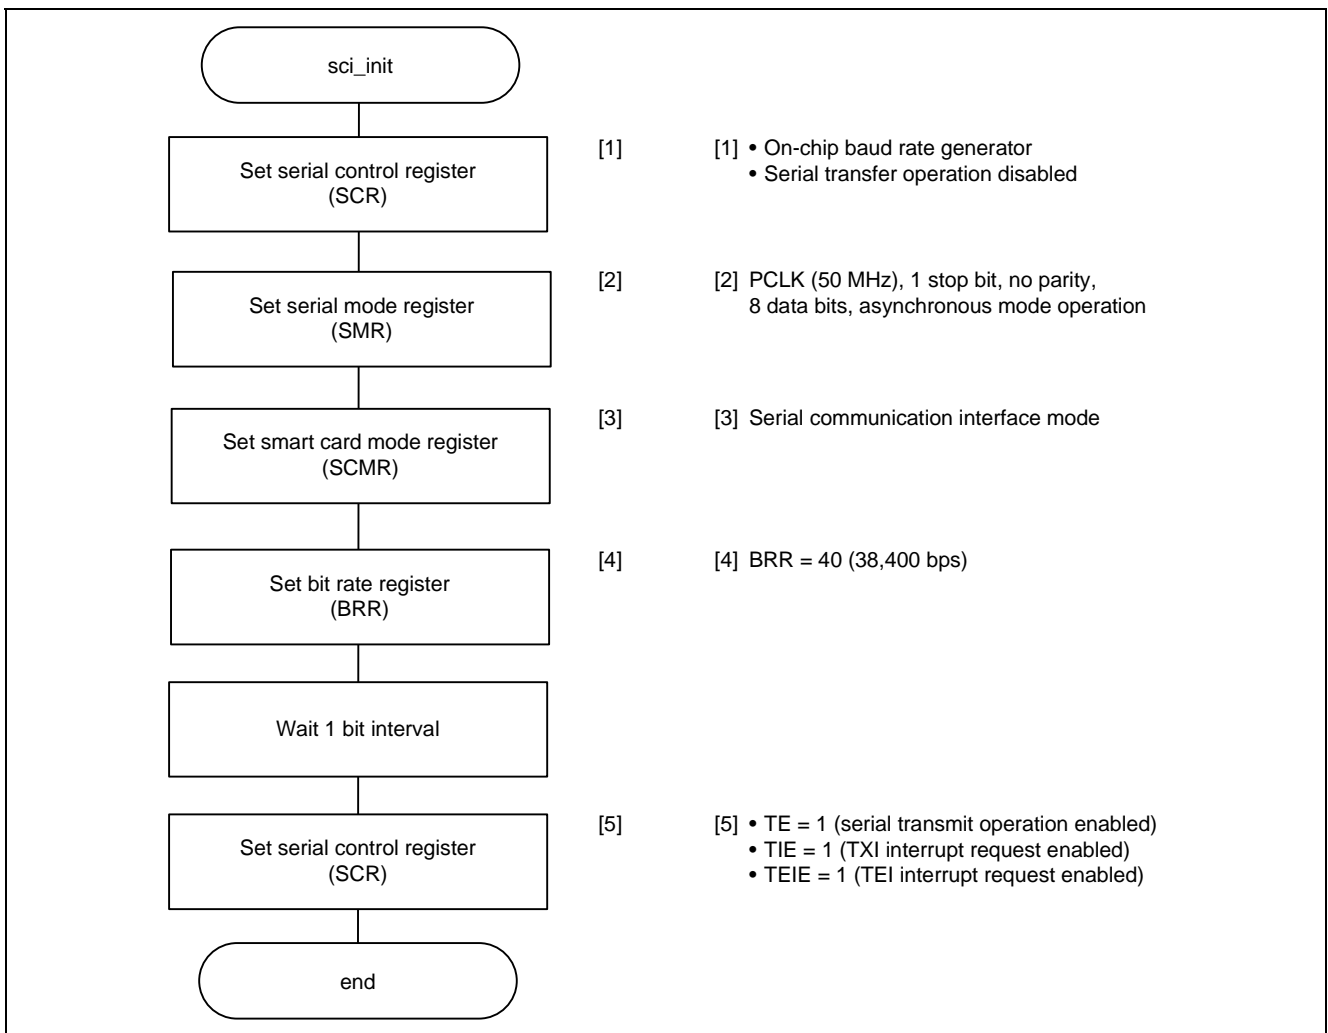 sci_init
Set serial control register
(SCR)
[1]
[1] • On-chip baud rate generator
• Serial transfer operation disabled
Set serial mode register
(SMR)
[2]
[2] PCLK (50 MHz), 1 stop bit, no parity,
8 data bits, asynchronous mode operation
Set smart card mode register
(SCMR)
[3]
[3] Serial communication interface mode
Set bit rate register
(BRR)
[4]
[4] BRR = 40 (38,400 bps)
Wait 1 bit interval
Set serial control register
(SCR)
[5]
[5] • TE = 1 (serial transmit operation enabled)
• TIE = 1 (TXI interrupt request enabled)
• TEIE = 1 (TEI interrupt request enabled)
end